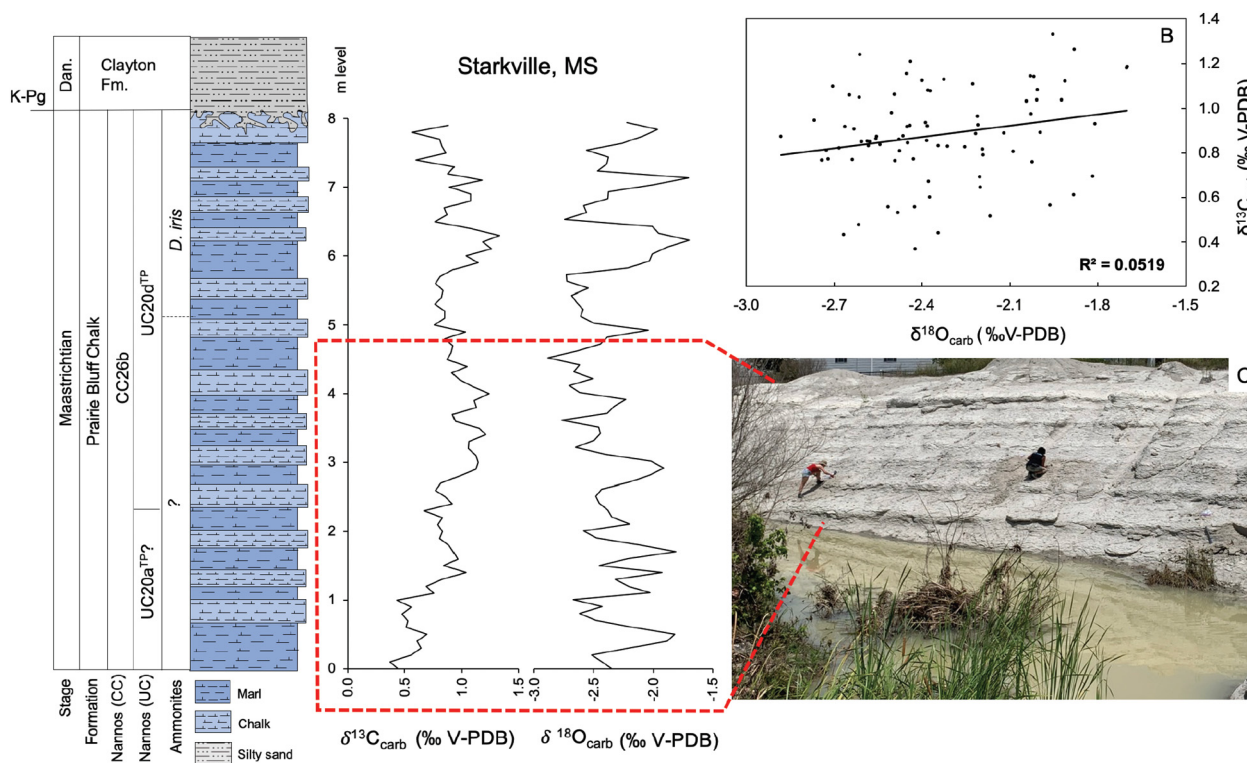 Starkville, MS
K-Pg
Dan.
Clayton
Fm.
Maastrichtian
Prairie Bluff Chalk
CC26b
UC20dTP
UC20aTP?
D. iris
?
m level
8
7
6
5
4
3
2
1
0
0.0
0.5
1.0
1.5
-3.0
-2.5
-2.0
-1.5
δ13Ccarb (‰ V-PDB)
δ 18Ocarb (‰ V-PDB)
Stage
Formation
Nannos (CC)
Nannos (UC)
Ammonites
Marl
Chalk
Silty sand
B
1.4
1.2
1.0
0.8
0.6
0.4
0.2
R² = 0.0519
-3.0
-2.7
-2.4
-2.1
-1.8
-1.5
δ18Ocarb (‰V-PDB)
(‰ V-PDB)